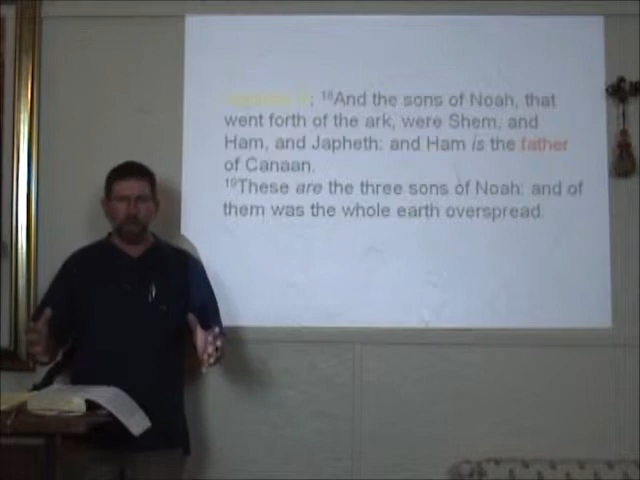 : ¹⁸And the sons of Noah, that
went forth of the ark, were Shem, and
Ham, and Japheth: and Ham is the father
of Canaan.
¹⁹These are the three sons of Noah: and of
them was the whole earth overspread.